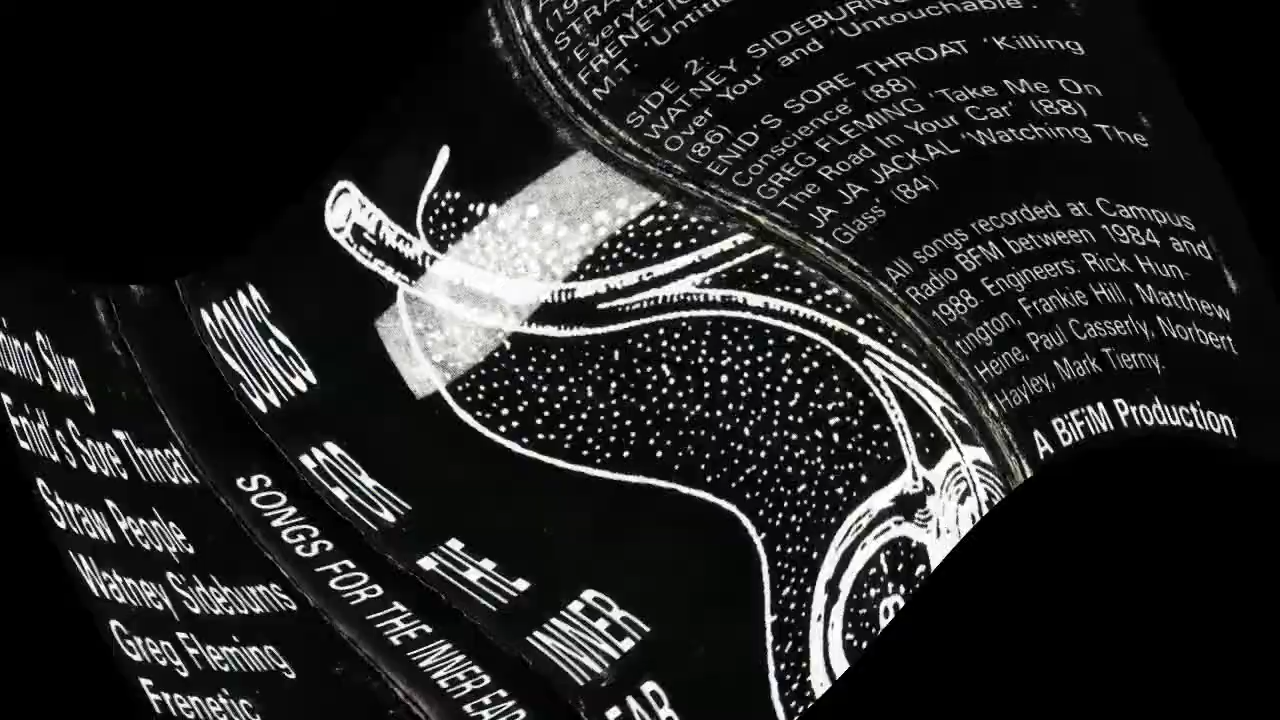 Slug
Enid's Sore Throat
Straw People
Watney Sideburns
Greg Fleming
Frenetic
SONGS FOR THE INNER EAR
SONGS
FOR
THE
INNER
EAR
FRENETIC
M.T. 'Untitle
SIDE 2:
WATNEY SIDEBURNS
Over You' and 'Untouchable'.
(86)
ENID'S SORE THROAT 'Killing
Conscience' (88)
GREG FLEMING 'Take Me On
The Road In Your Car' (88)
JA JA JACKAL 'Watching The
Glass' (84)
All songs recorded at Campus
Radio BFM between 1984 and
1988. Engineers: Rick Hun-
tington, Frankie Hill, Matthew
Heine, Paul Casserly, Norbert
Hayley, Mark Tierny.
A BiFiM Production